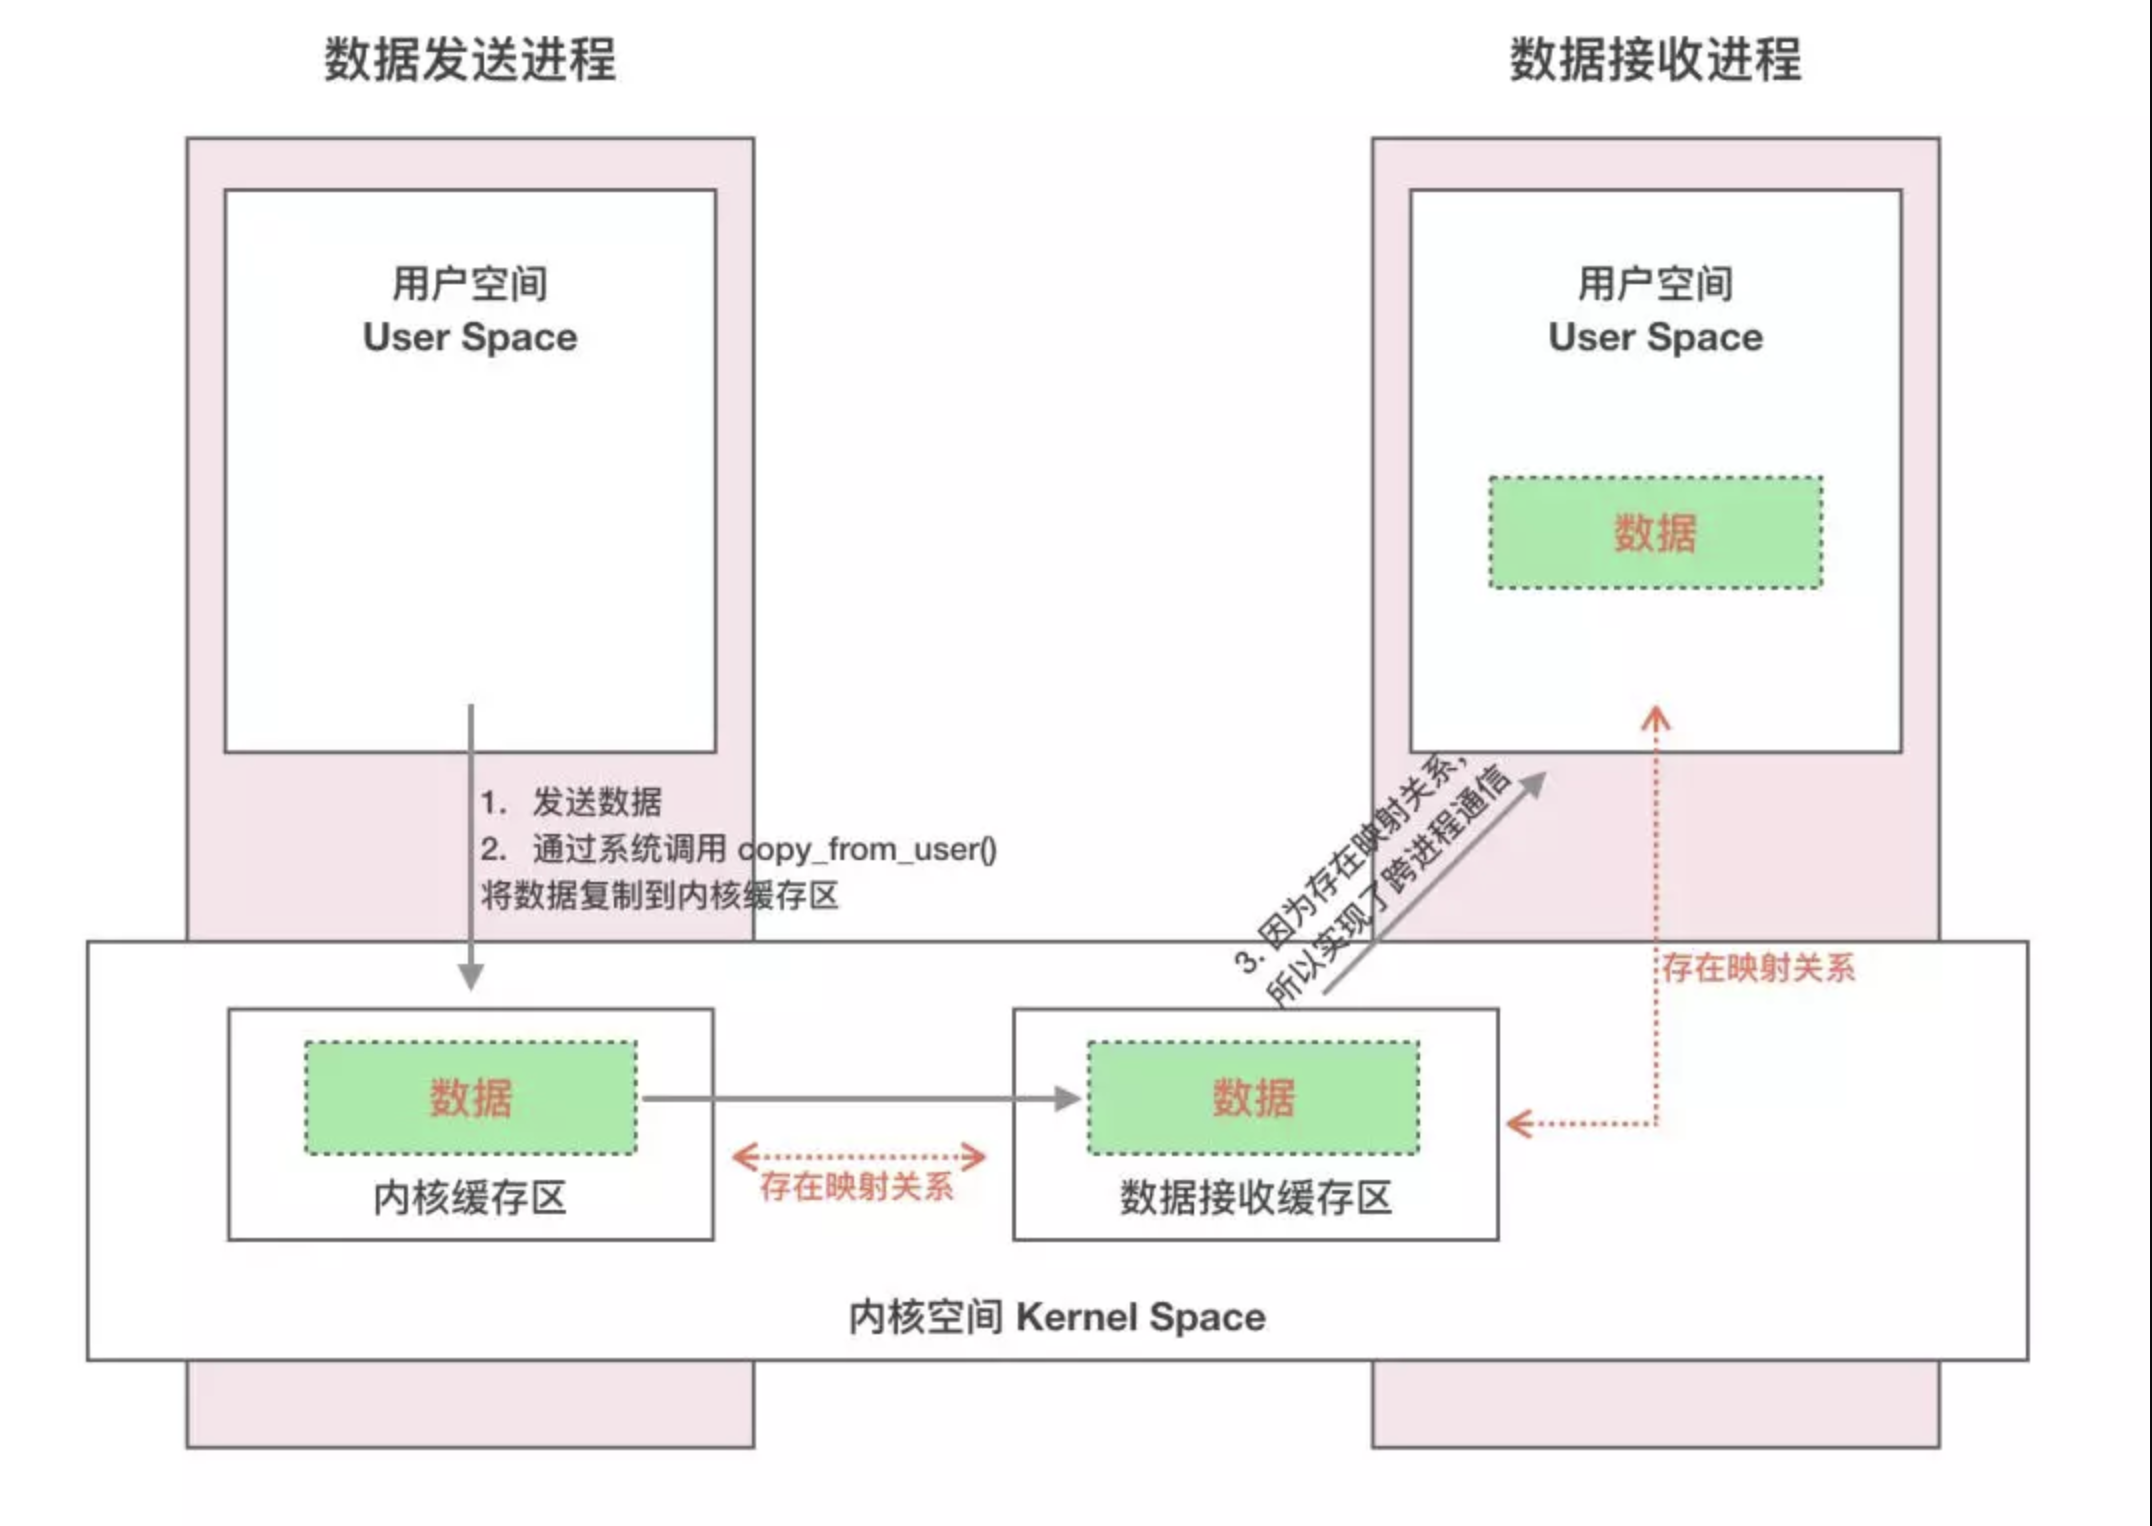 数据发送进程
数据接收进程
用户空间
User Space
用户空间
User Space
数据
1. 发送数据
2. 通过系统调用 copy_from_user()
将数据复制到内核缓存区
3. 因为存在映射关系，
所以实现了跨进程通信
存在映射关系
数据
数据
存在映射关系
内核缓存区
数据接收缓存区
内核空间 Kernel Space